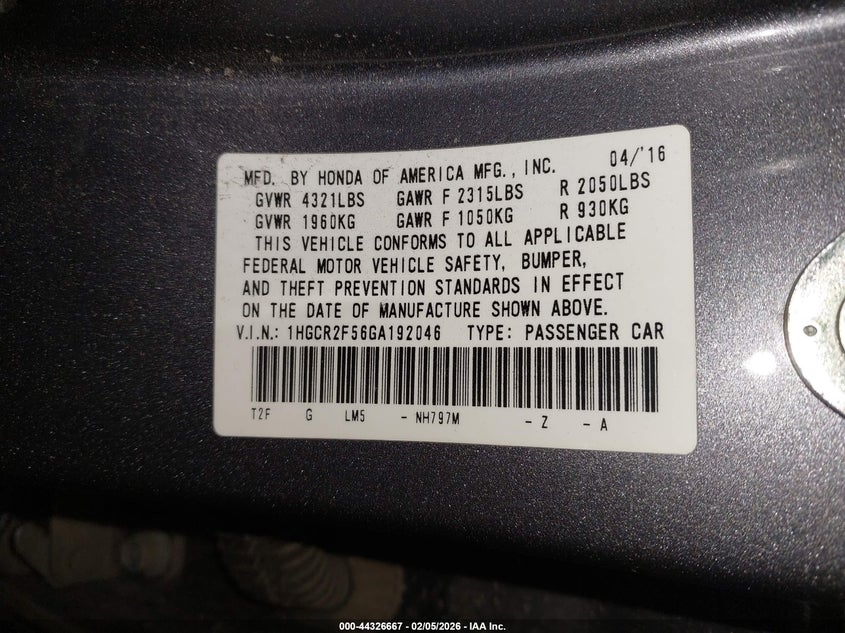 MFD. BY HONDA OF AMERICA MFG., INC. 04/'16
GVWR 4321LBS GAWR F 2315LBS R 2050LBS
GVWR 1960KG GAWR F 1050KG R 930KG
THIS VEHICLE CONFORMS TO ALL APPLICABLE
FEDERAL MOTOR VEHICLE SAFETY, BUMPER,
AND THEFT PREVENTION STANDARDS IN EFFECT
ON THE DATE OF MANUFACTURE SHOWN ABOVE.
V.I.N.: 1HGCR2F56GA192046 TYPE: PASSENGER CAR
T2F G LM5 - NH797M - Z - A
000-44326667 - 02/05/2026 - IAA Inc.